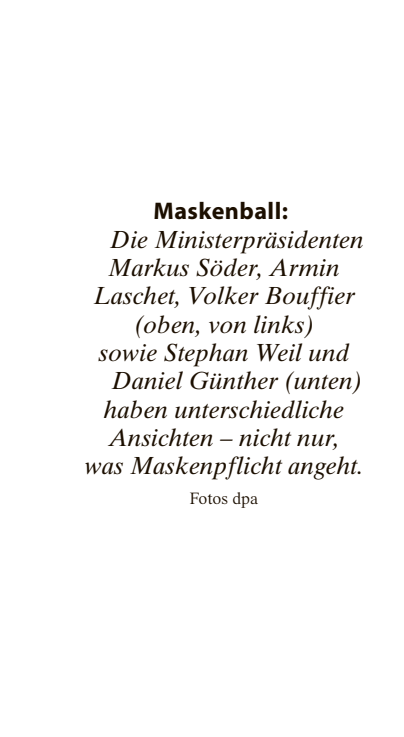 Maskenball:
Die Ministerpräsidenten
Markus Söder, Armin
Laschet, Volker Bouffier
(oben, von links)
sowie Stephan Weil und
Daniel Günther (unten)
haben unterschiedliche
Ansichten – nicht nur,
was Maskenpflicht angeht.
Fotos dpa